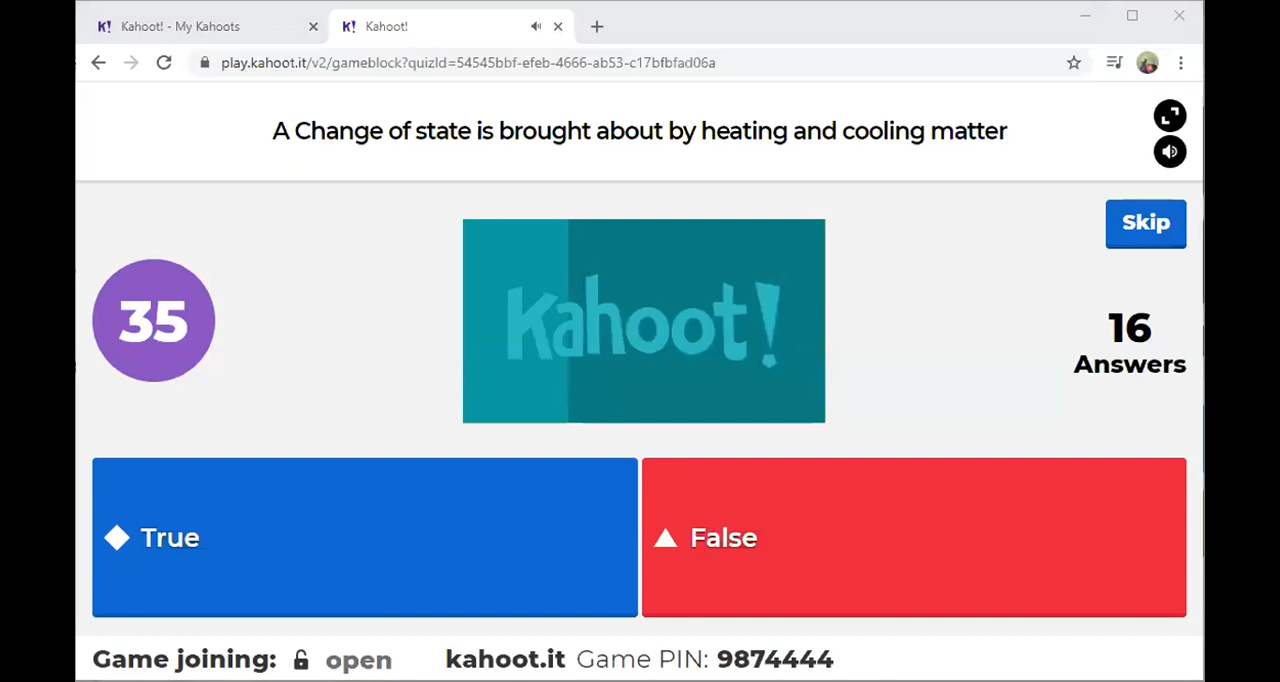 K! Kahoot! - My Kahoots
K! Kahoot!
play.kahoot.it/v2/gameblock?quizId=54545bbf-efeb-4666-ab53-c17bfbfad06a
A Change of state is brought about by heating and cooling matter
Skip
35
Kahoot!
16
Answers
True
False
Game joining: open kahoot.it Game PIN: 9874444